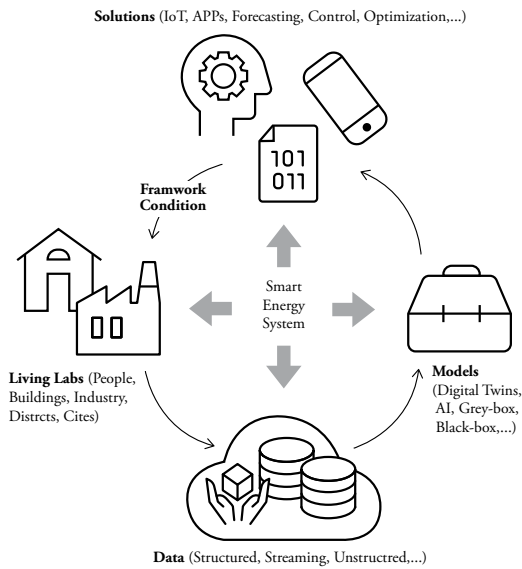 Solutions (IoT, APPs, Forecasting, Control, Optimization,...)
101
011
Framwork
Condition
Smart
Energy
System
Living Labs (People,
Buildings, Industry,
Distrcts, Cites)
Models
(Digital Twins,
AI, Grey-box,
Black-box,...)
Data (Structured, Streaming, Unstructred,...)